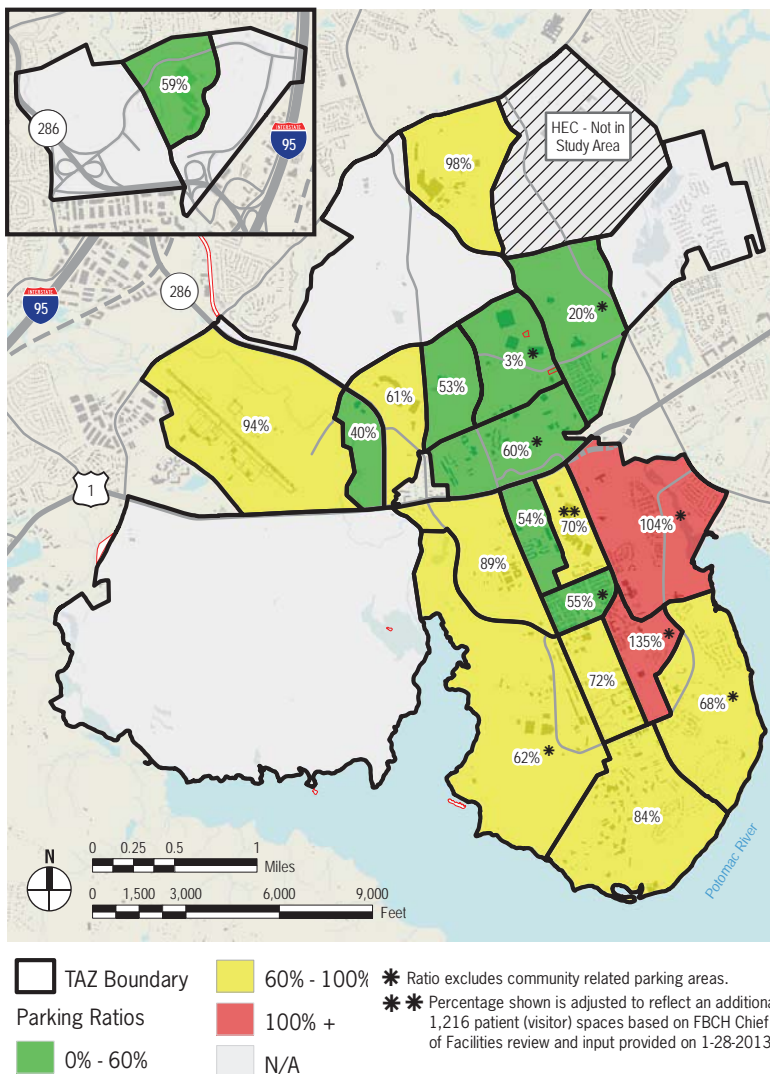 59%
286
INTERSTATE
95
HEC - Not in
Study Area
98%
INTERSTATE
95
286
20%*
3%*
53%
61%
94%
40%
60%*
1
54%
**
70%
104%*
89%
55%*
135%*
72%
68%*
62%*
84%
Potomac River
N
0 0.25 0.5 1
Miles
0 1,500 3,000 6,000 9,000
Feet
TAZ Boundary
Parking Ratios
0% - 60%
60% - 100%
100% +
N/A
* Ratio excludes community related parking areas.
** Percentage shown is adjusted to reflect an additiona
1,216 patient (visitor) spaces based on FBCH Chief
of Facilities review and input provided on 1-28-2013